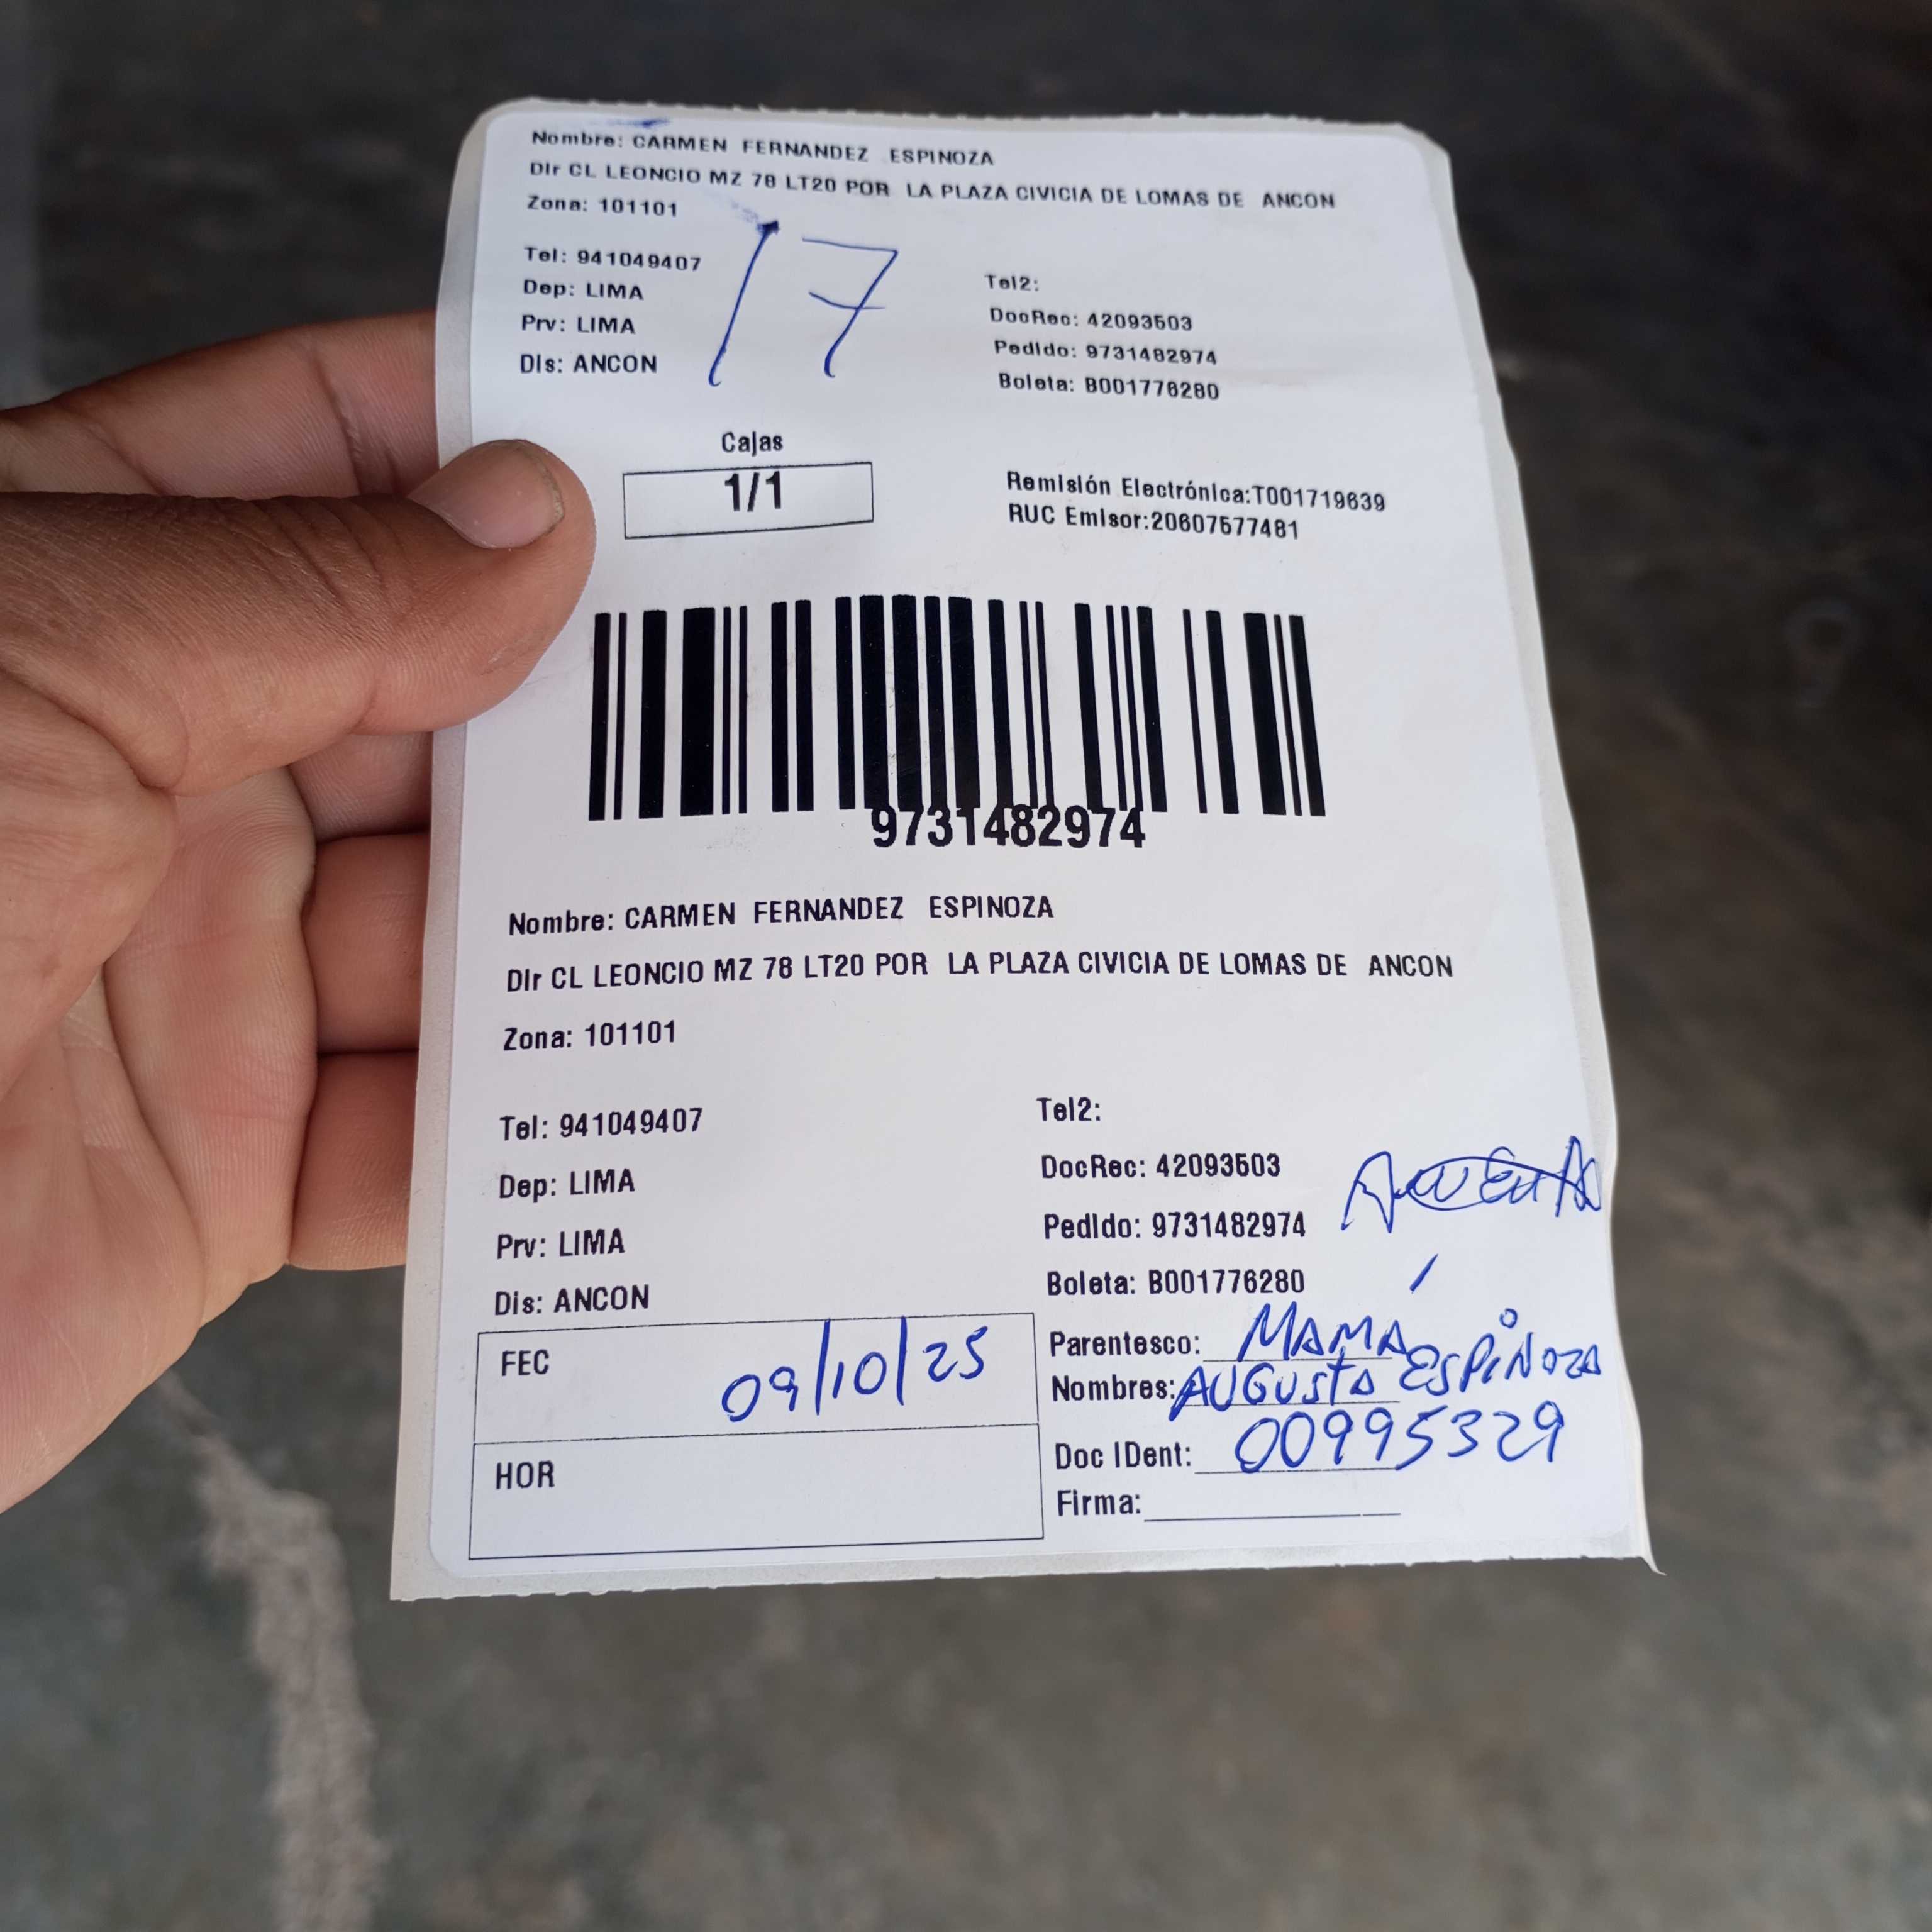 Nombre: CARMEN FERNANDEZ ESPINOZA
Dir CL LEONCIO MZ 78 LT20 POR LA PLAZA CIVICIA DE LOMAS DE ANCON
Zona: 101101
17
Tel: 941049407
Tel2:
Dep: LIMA
DocRec: 42093503
Prv: LIMA
Pedido: 9731482974
Dis: ANCON
Boleta: B001776280
Cajas
1/1
Remisión Electrónica:T001719639
RUC Emisor:20607577481
9731482974
Nombre: CARMEN FERNANDEZ ESPINOZA
Dir CL LEONCIO MZ 78 LT20 POR LA PLAZA CIVICIA DE LOMAS DE ANCON
Zona: 101101
Tel: 941049407
Tel2:
Dep: LIMA
DocRec: 42093503
Prv: LIMA
Pedido: 9731482974
Dis: ANCON
Boleta: B001776280
FEC 09/10/25
Parentesco: MAMÁ
Nombres: AUGUSTA ESPINOZA
HOR
Doc IDent: 00995329
Firma: